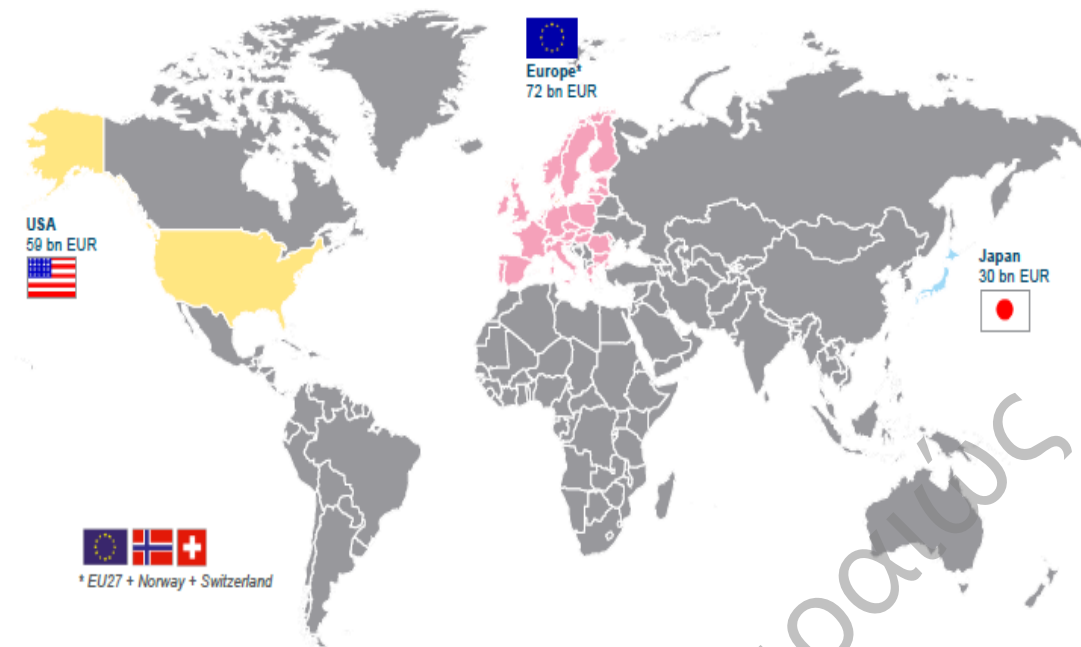 Europe*
72 bn EUR
USA
59 bn EUR
Japan
30 bn EUR
* EU27 + Norway + Switzerland